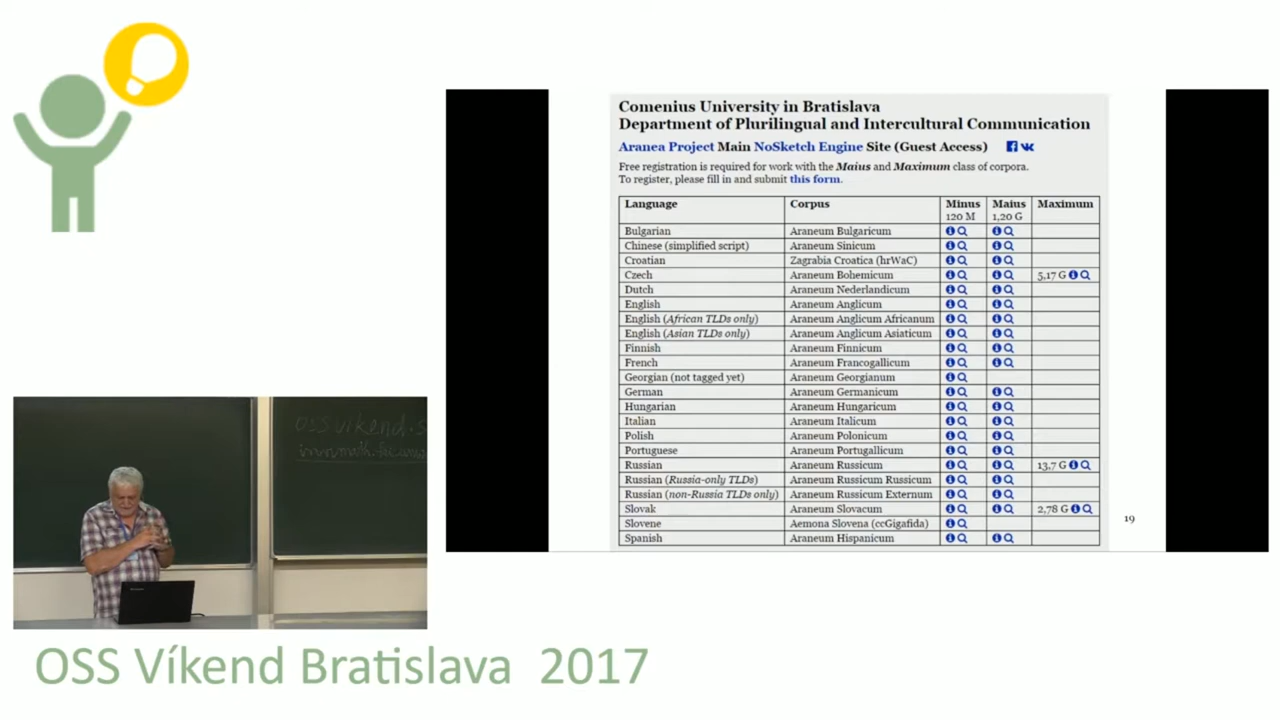 Comenius University in Bratislava
Department of Plurilingual and Intercultural Communication
Aranea Project Main NoSketch Engine Site (Guest Access)
Free registration is required for work with the Maius and Maximum class of corpora.
To register, please fill in and submit this form.
Language Corpus Minus 120 M Maius 1,20 G Maximum
Bulgarian Araneum Bulgaricum
Chinese (simplified script) Araneum Sinicum
Croatian Zagrabia Croatica (hrWaC)
Czech Araneum Bohemicum 5,17 G
Dutch Araneum Nederlandicum
English Araneum Anglicum
English (African TLDs only) Araneum Anglicum Africanum
English (Asian TLDs only) Araneum Anglicum Asiaticum
Finnish Araneum Finnicum
French Araneum Francogallicum
Georgian (not tagged yet) Araneum Georgianum
German Araneum Germanicum
Hungarian Araneum Hungaricum
Italian Araneum Italicum
Polish Araneum Polonicum
Portuguese Araneum Portugallicum
Russian Araneum Russicum 13,7 G
Russian (Russia-only TLDs) Araneum Russicum Russicum
Russian (non-Russia TLDs only) Araneum Russicum Externum
Slovak Araneum Slovacum 2,78 G
Slovene Aemona Slovena (ccGigafida)
Spanish Araneum Hispanicum
19
OSS víkend
OSS Víkend Bratislava 2017